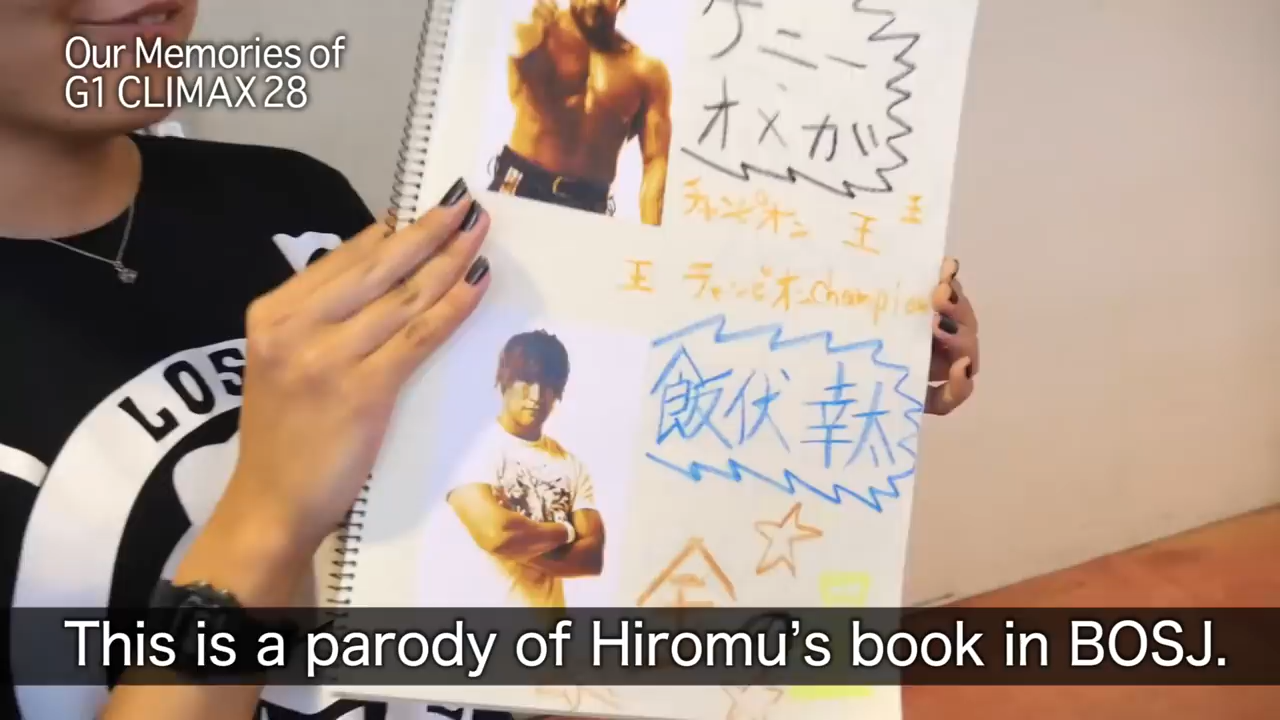 Our Memories of
G1 CLIMAX 28
ケニー・
オメガ
チャンピオン 王 王
王 チャンピオン champion
LOS
飯伏 幸太
金
This is a parody of Hiromu's book in BOSJ.